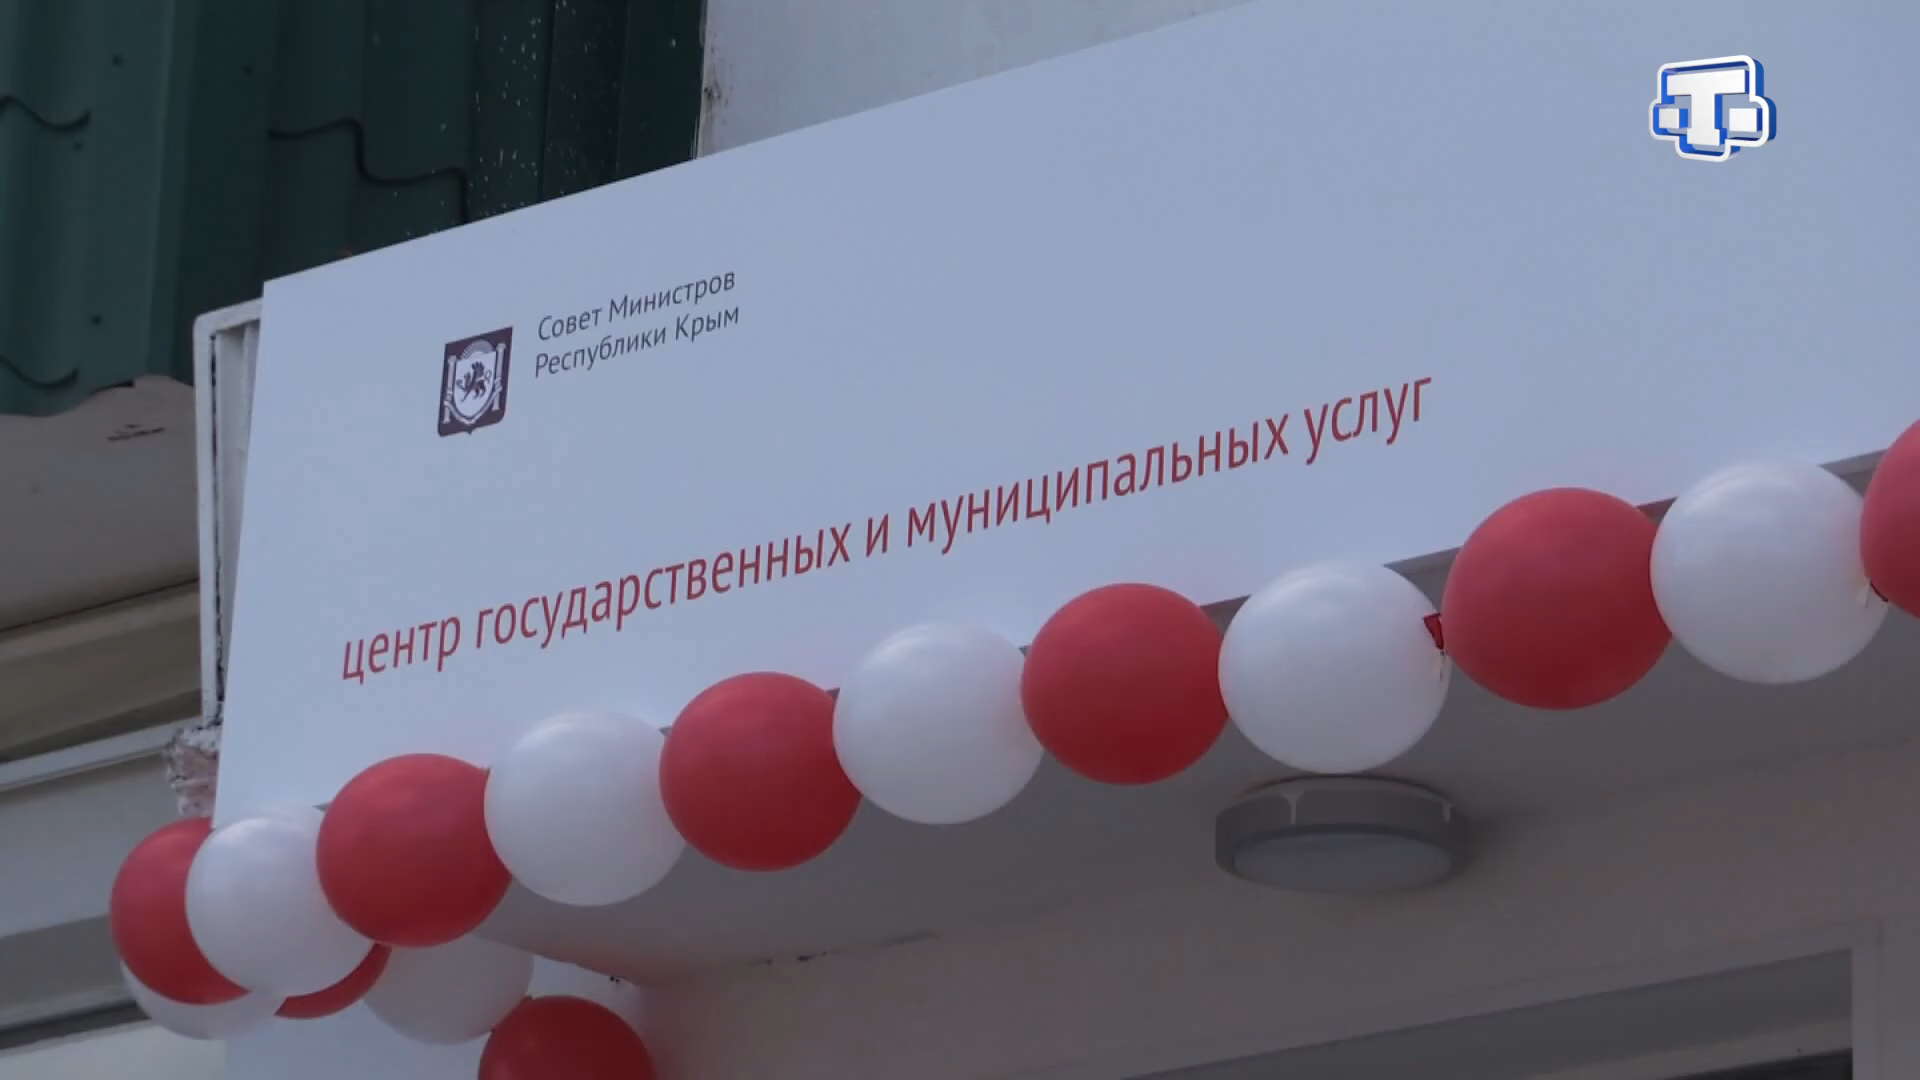 Т
Совет Министров
Республики Крым
центр государственных и муниципальных услуг